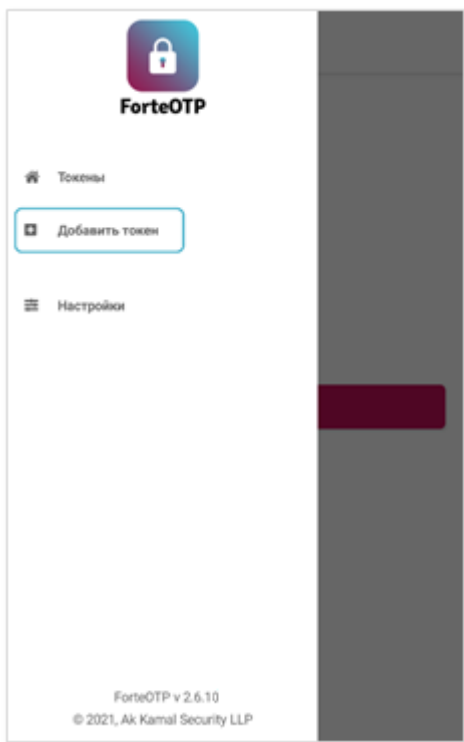 ForteOTP
Токены
Добавить токен
Настройки
ForteOTP v 2.6.10
© 2021, Ak Kamal Security LLP